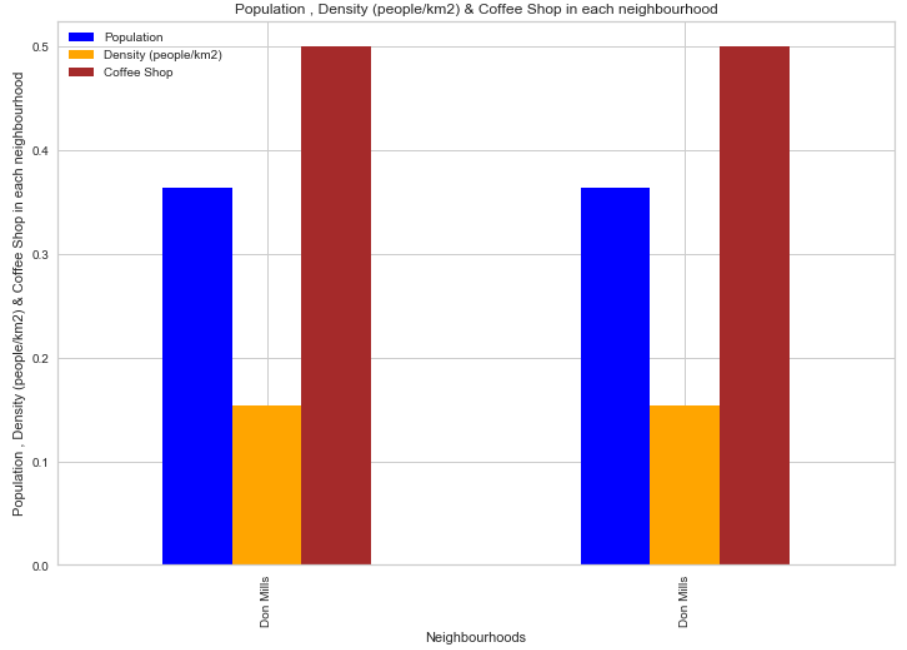 Population , Density (people/km2) & Coffee Shop in each neighbourhood
Population
Density (people/km2)
Coffee Shop
Population , Density (people/km2) & Coffee Shop in each neighbourhood
0.5
0.4
0.3
0.2
0.1
0.0
Don Mills
Don Mills
Neighbourhoods